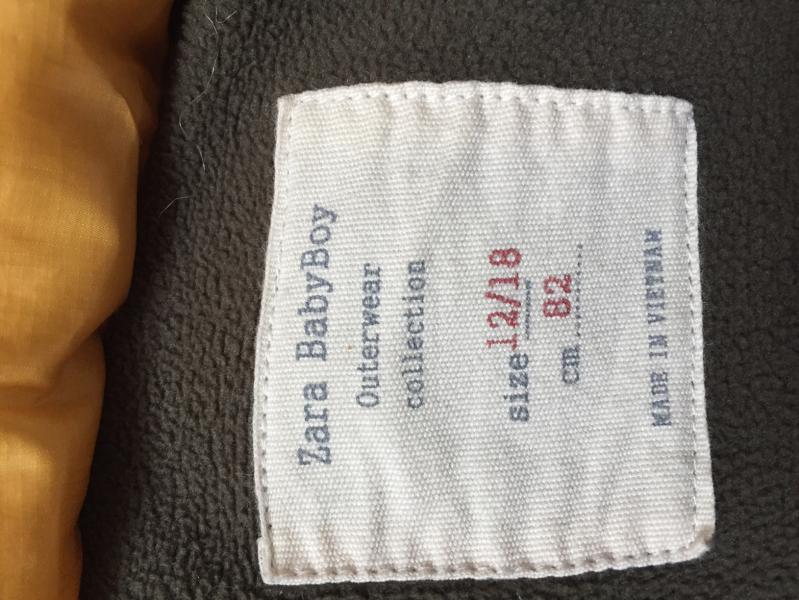 Zara BabyBoy
Outerwear
collection
size 12/18
cm 82
MADE IN VIETNAM